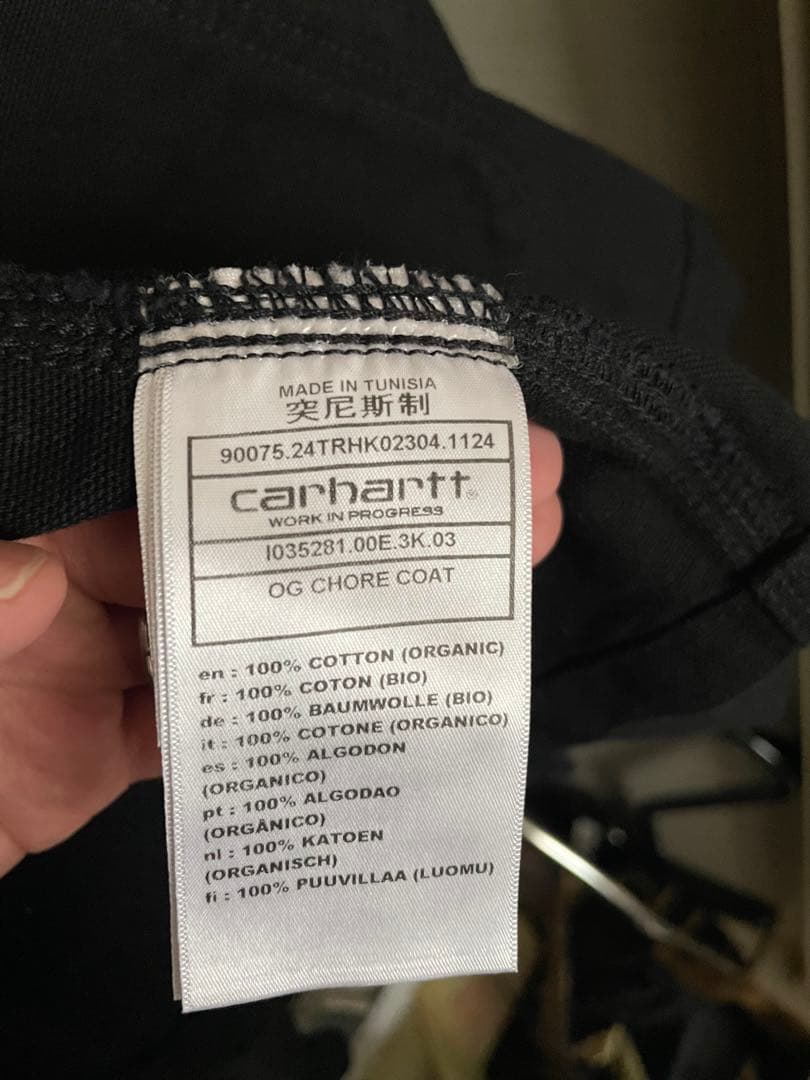 MADE IN TUNISIA
突尼斯制
90075.24TRHK02304.1124
carhartt®
WORK IN PROGRESS
I035281.00E.3K.03
OG CHORE COAT
en : 100% COTTON (ORGANIC)
fr : 100% COTON (BIO)
de : 100% BAUMWOLLE (BIO)
it : 100% COTONE (ORGANICO)
es : 100% ALGODON
(ORGANICO)
pt : 100% ALGODAO
(ORGÂNICO)
nl : 100% KATOEN
(ORGANISCH)
fi : 100% PUUVILLAA (LUOMU)